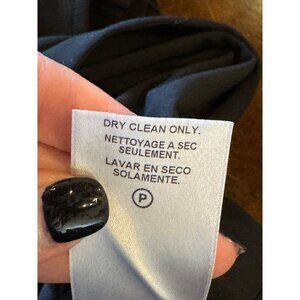 DRY CLEAN ONLY.
NETTOYAGE A SEC
SEULEMENT.
LAVAR EN SECO
SOLAMENTE.
P